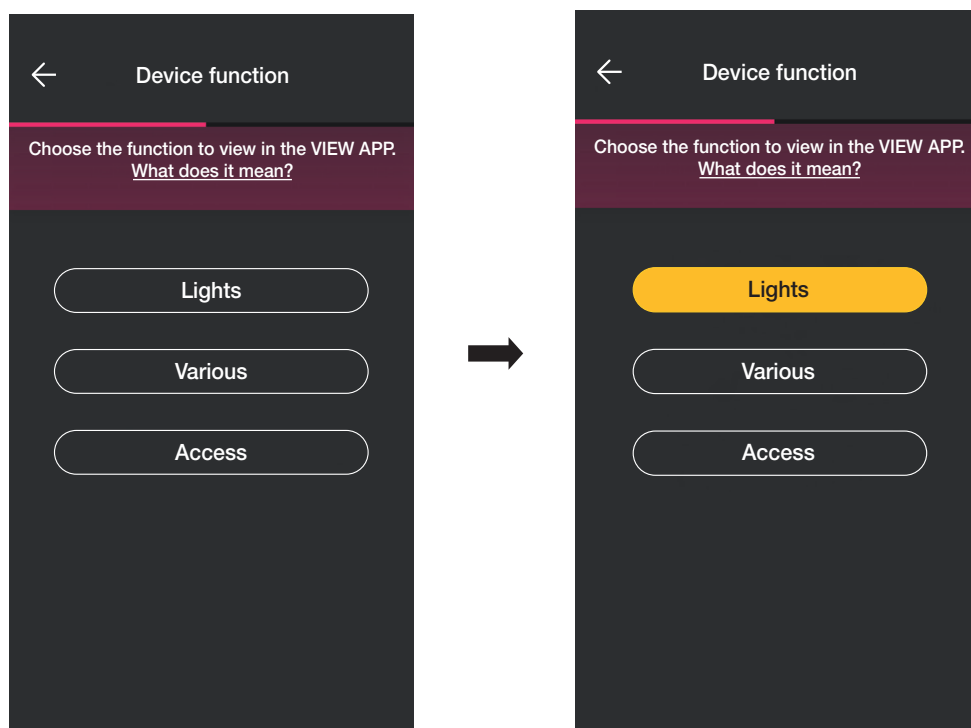 Device function
Choose the function to view in the VIEW APP.
What does it mean?
Lights
Various
Access
Device function
Choose the function to view in the VIEW APP.
What does it mean?
Lights
Various
Access